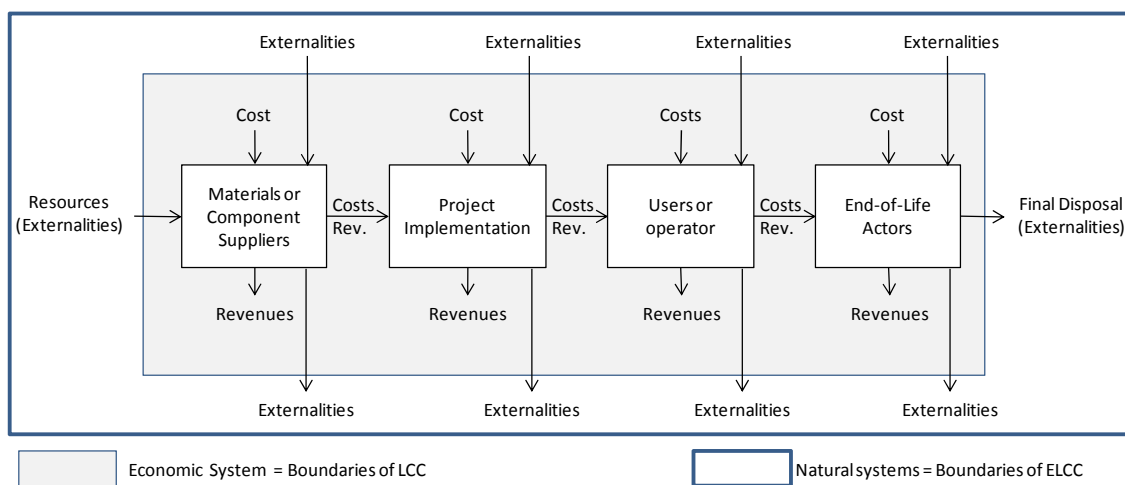 Externalities Externalities Externalities Externalities
Cost Cost Costs Cost
Resources
(Externalities)
Materials or
Component
Suppliers
Costs
Rev.
Project
Implementation
Costs
Rev.
Users or
operator
Costs
Rev.
End-of-Life
Actors
Final Disposal
(Externalities)
Revenues Revenues Revenues Revenues
Externalities Externalities Externalities Externalities
Economic System = Boundaries of LCC
Natural systems = Boundaries of ELCC